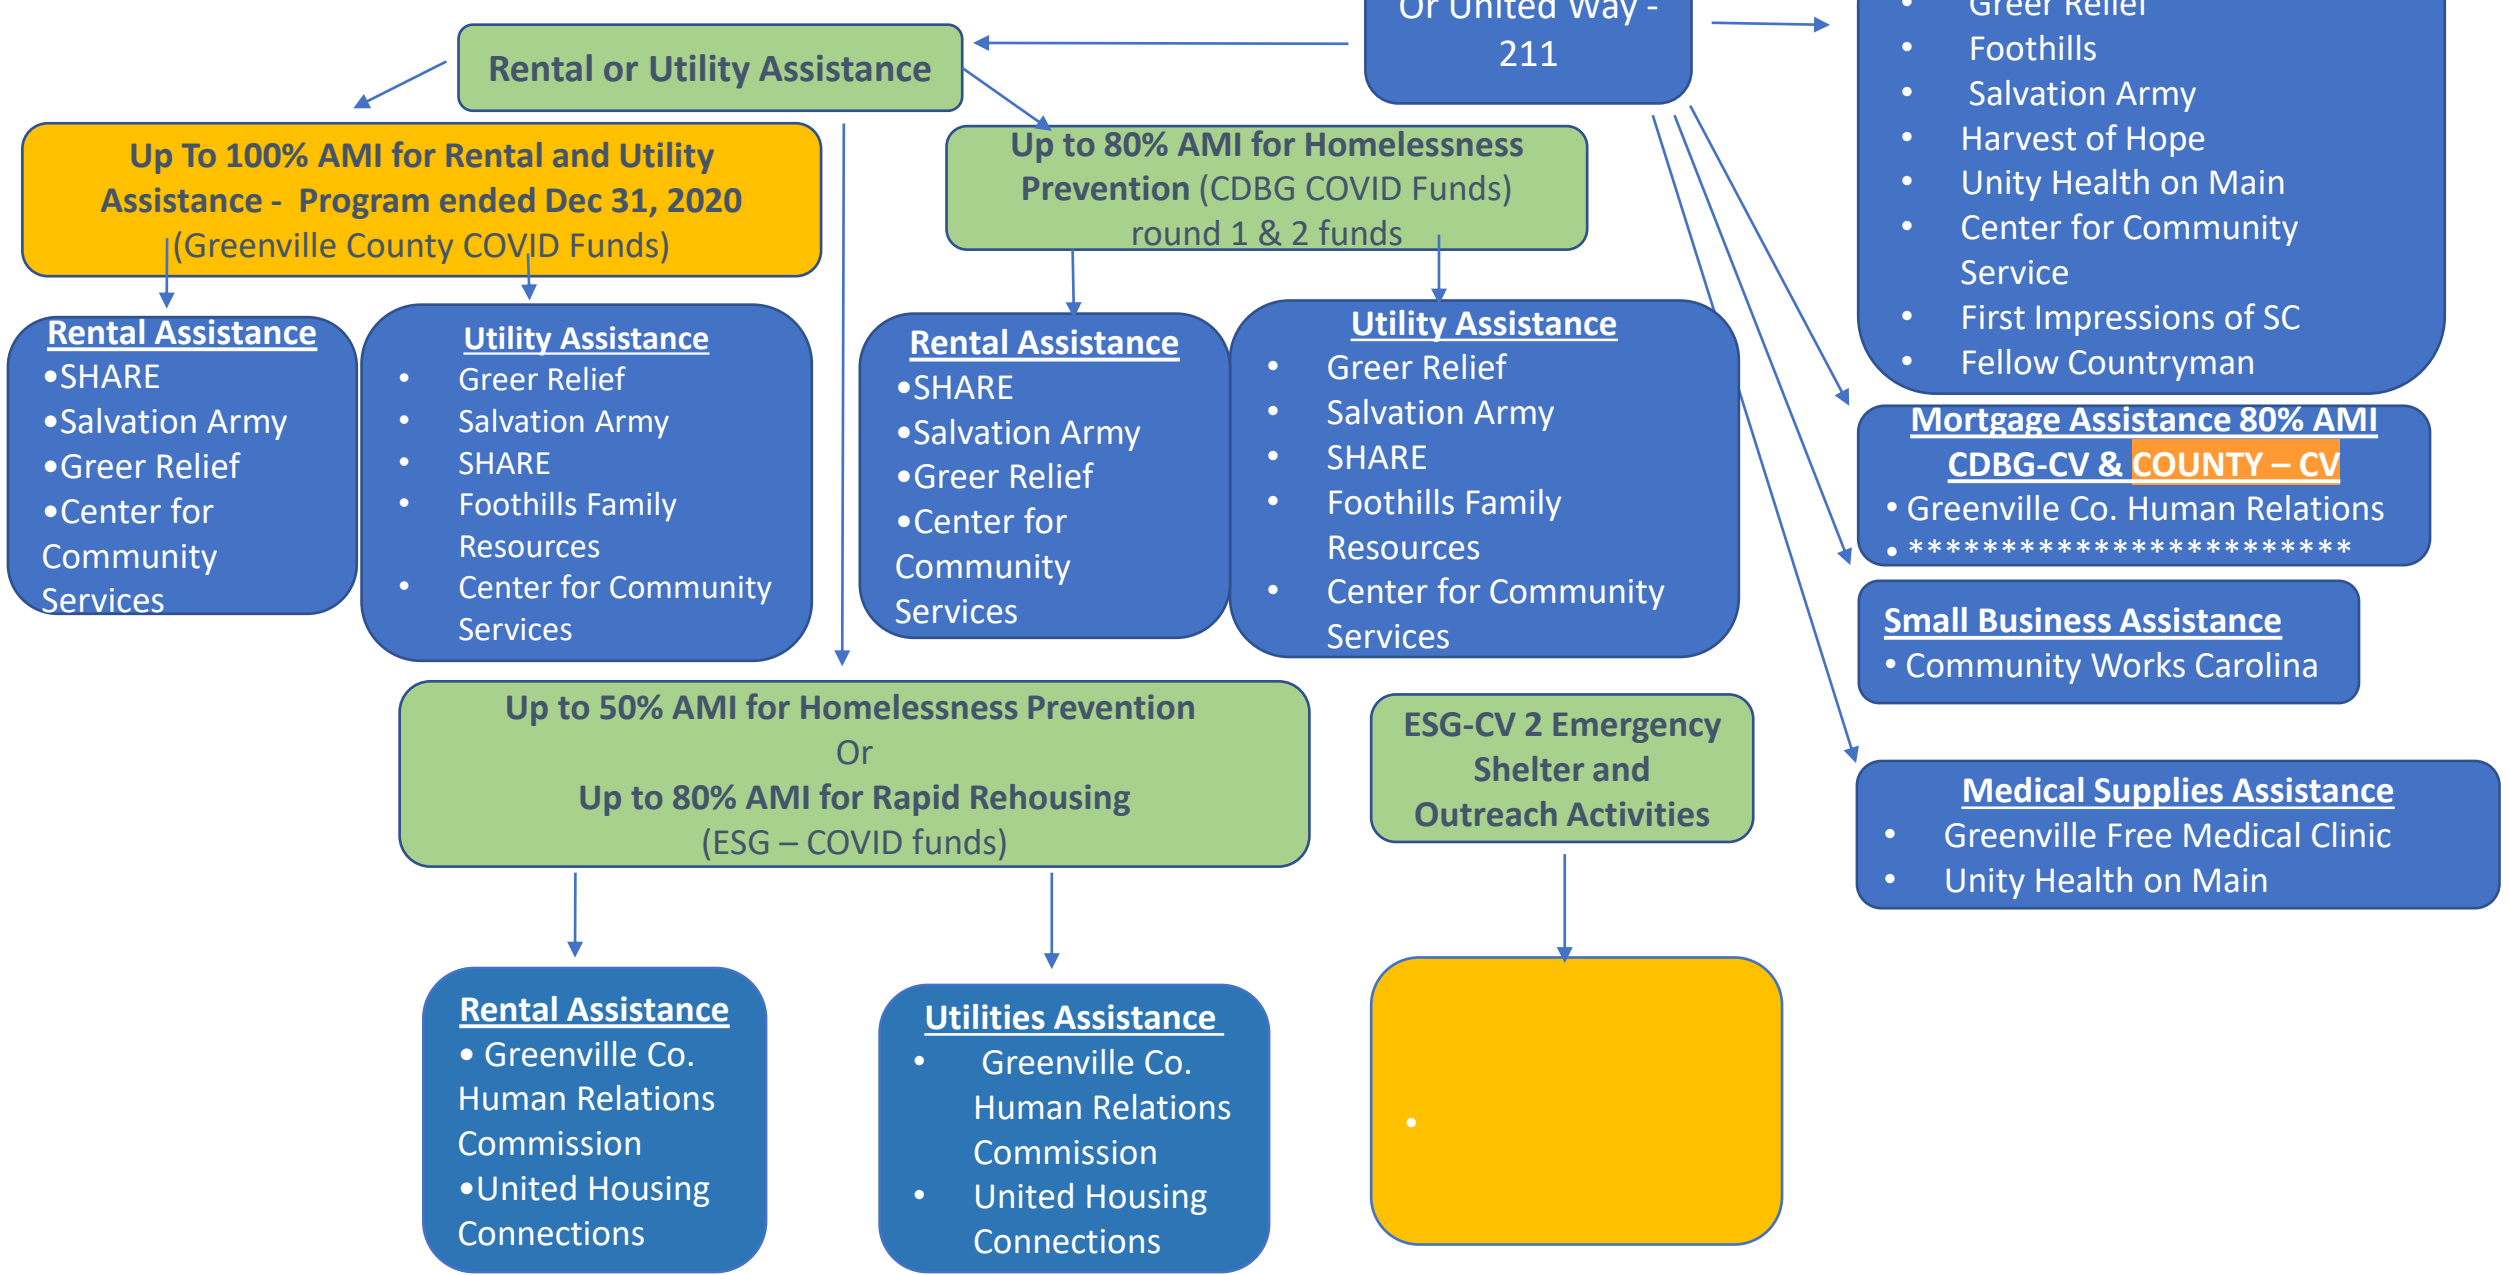 Or United Way -
211
• Greer Relief
• Foothills
• Salvation Army
• Harvest of Hope
• Unity Health on Main
• Center for Community
Service
• First Impressions of SC
• Fellow Countryman
Rental or Utility Assistance
Up To 100% AMI for Rental and Utility
Assistance - Program ended Dec 31, 2020
(Greenville County COVID Funds)
Up to 80% AMI for Homelessness
Prevention (CDBG COVID Funds)
round 1 & 2 funds
Rental Assistance
•SHARE
•Salvation Army
•Greer Relief
•Center for
Community
Services
Utility Assistance
• Greer Relief
• Salvation Army
• SHARE
• Foothills Family
Resources
• Center for Community
Services
Rental Assistance
•SHARE
•Salvation Army
•Greer Relief
•Center for
Community
Services
Utility Assistance
• Greer Relief
• Salvation Army
• SHARE
• Foothills Family
Resources
• Center for Community
Services
Mortgage Assistance 80% AMI
CDBG-CV & COUNTY – CV
• Greenville Co. Human Relations
• ************************
Small Business Assistance
• Community Works Carolina
Medical Supplies Assistance
• Greenville Free Medical Clinic
• Unity Health on Main
Up to 50% AMI for Homelessness Prevention
Or
Up to 80% AMI for Rapid Rehousing
(ESG – COVID funds)
ESG-CV 2 Emergency
Shelter and
Outreach Activities
Rental Assistance
• Greenville Co.
Human Relations
Commission
•United Housing
Connections
Utilities Assistance
• Greenville Co.
Human Relations
Commission
• United Housing
Connections
•